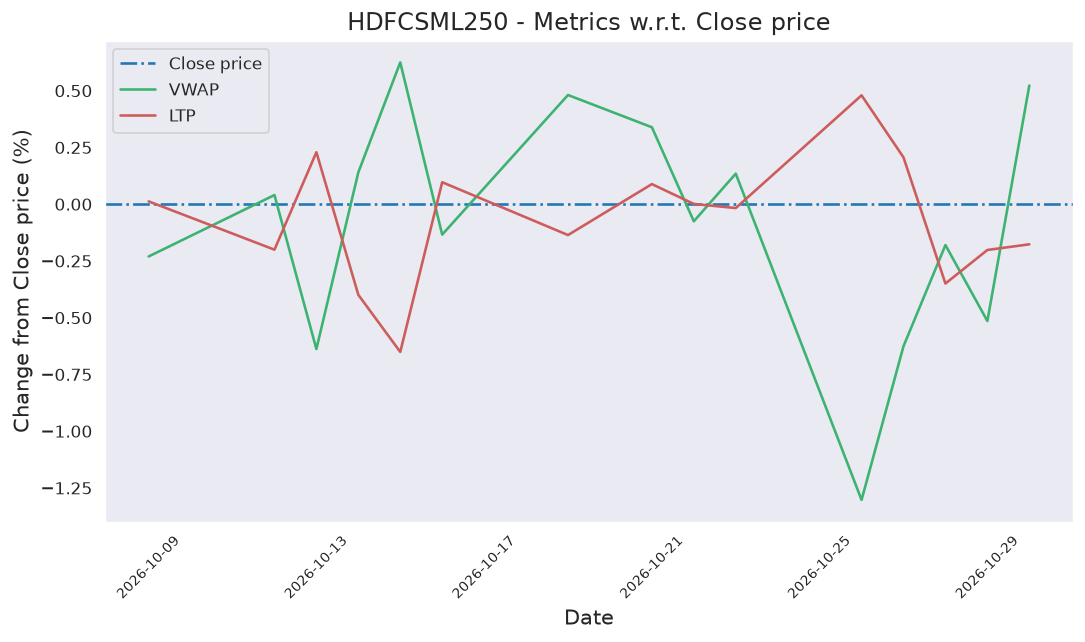 HDFCSML250 - Metrics w.r.t. Close price
Close price
VWAP
LTP
Change from Close price (%)
0.50
0.25
0.00
−0.25
−0.50
−0.75
−1.00
−1.25
2026-10-09
2026-10-13
2026-10-17
2026-10-21
2026-10-25
2026-10-29
Date